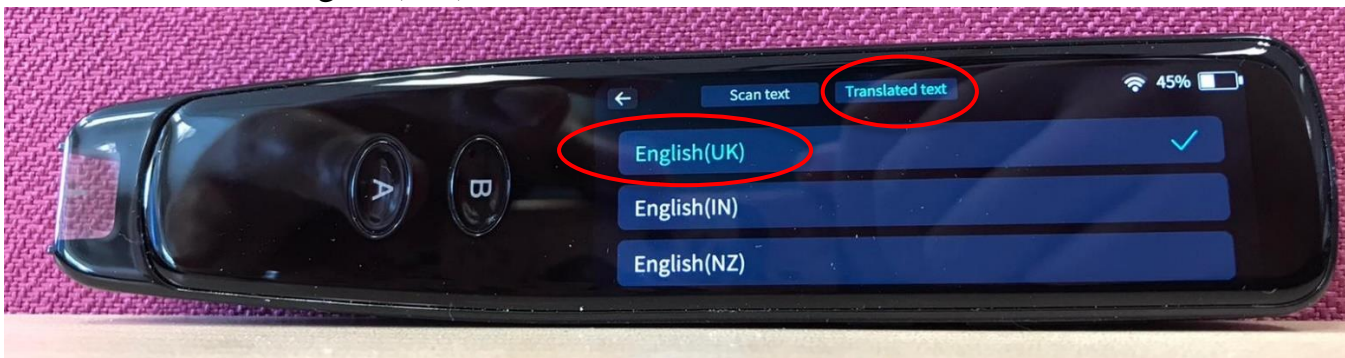 Scan text Translated text 45%
English(UK)
English(IN)
English(NZ)
A B